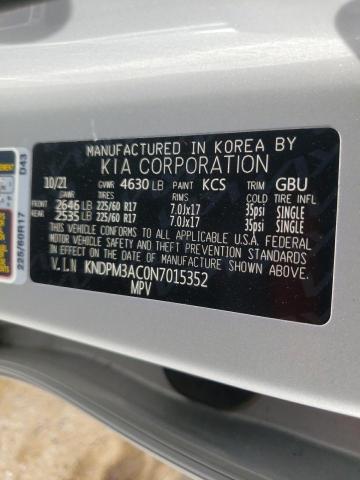 MANUFACTURED IN KOREA BY
KIA CORPORATION
10/21 GVWR 4630 LB PAINT KCS TRIM GBU
GAWR TIRES RIMS COLD TIRE INFL
FRONT 2646 LB 225/60 R17 7.0Jx17 35psi SINGLE
REAR 2535 LB 225/60 R17 7.0Jx17 35psi SINGLE
THIS VEHICLE CONFORMS TO ALL APPLICABLE U.S.A. FEDERAL
MOTOR VEHICLE SAFETY AND THEFT PREVENTION STANDARDS
IN EFFECT ON THE DATE OF MANUFACTURE SHOWN ABOVE.
V.I.N KNDPM3AC0N7015352
MPV
D43
225/60R17